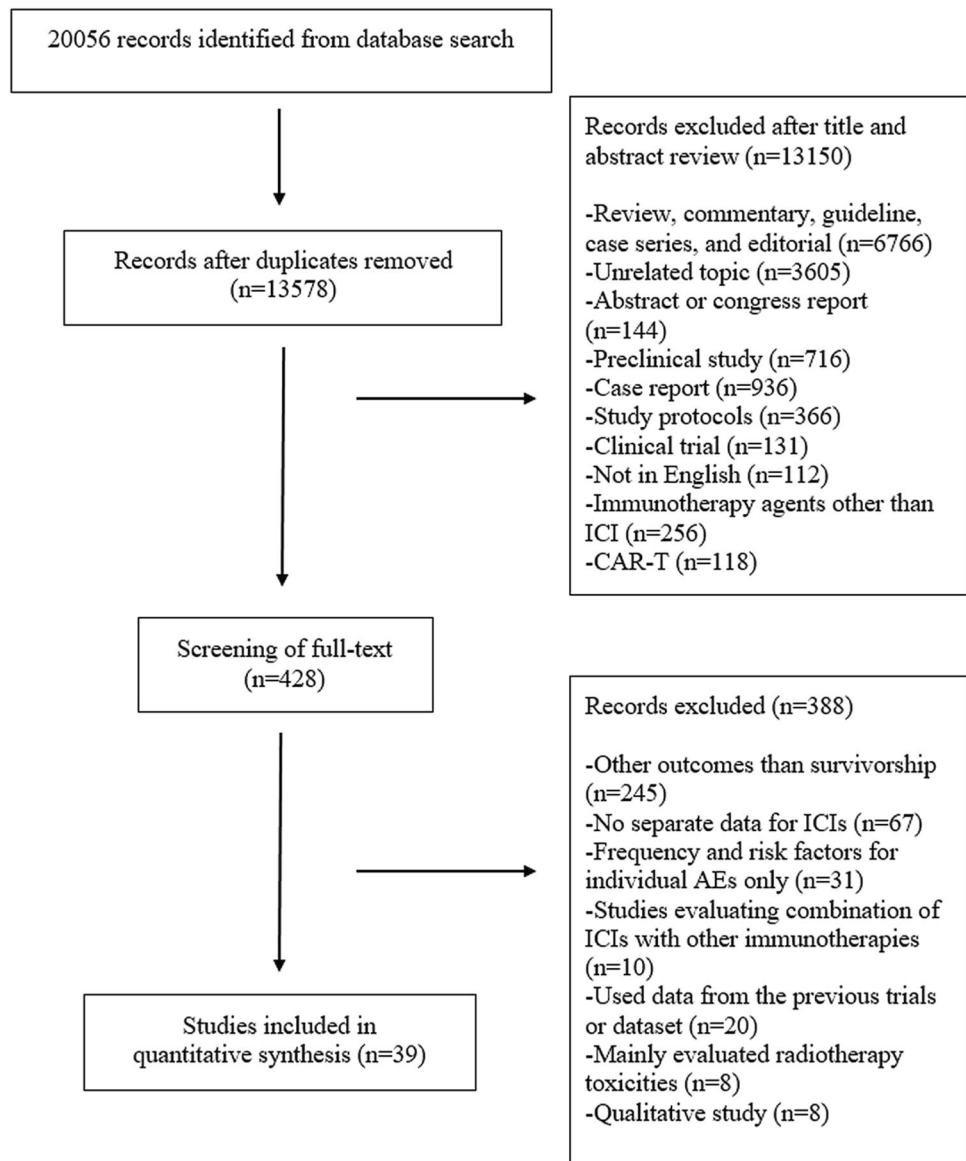 20056 records identified from database search
Records excluded after title and
abstract review (n=13150)
-Review, commentary, guideline,
case series, and editorial (n=6766)
-Unrelated topic (n=3605)
-Abstract or congress report
(n=144)
-Preclinical study (n=716)
-Case report (n=936)
-Study protocols (n=366)
-Clinical trial (n=131)
-Not in English (n=112)
-Immunotherapy agents other than
ICI (n=256)
-CAR-T (n=118)
Records after duplicates removed
(n=13578)
Screening of full-text
(n=428)
Records excluded (n=388)
-Other outcomes than survivorship
(n=245)
-No separate data for ICIs (n=67)
-Frequency and risk factors for
individual AEs only (n=31)
-Studies evaluating combination of
ICIs with other immunotherapies
(n=10)
-Used data from the previous trials
or dataset (n=20)
-Mainly evaluated radiotherapy
toxicities (n=8)
-Qualitative study (n=8)
Studies included in
quantitative synthesis (n=39)